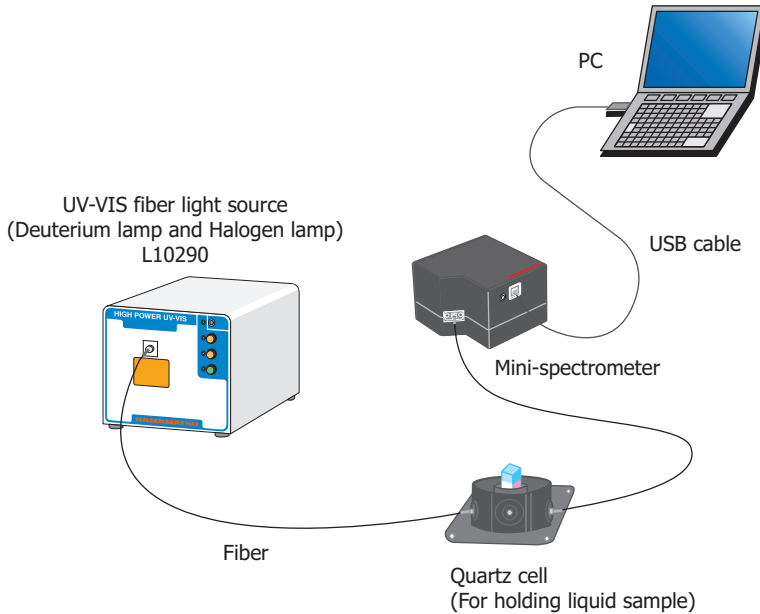 PC
UV-VIS fiber light source
(Deuterium lamp and Halogen lamp)
L10290
USB cable
HIGH POWER UV-VIS
Mini-spectrometer
HAMAMATSU
Fiber
Quartz cell
(For holding liquid sample)